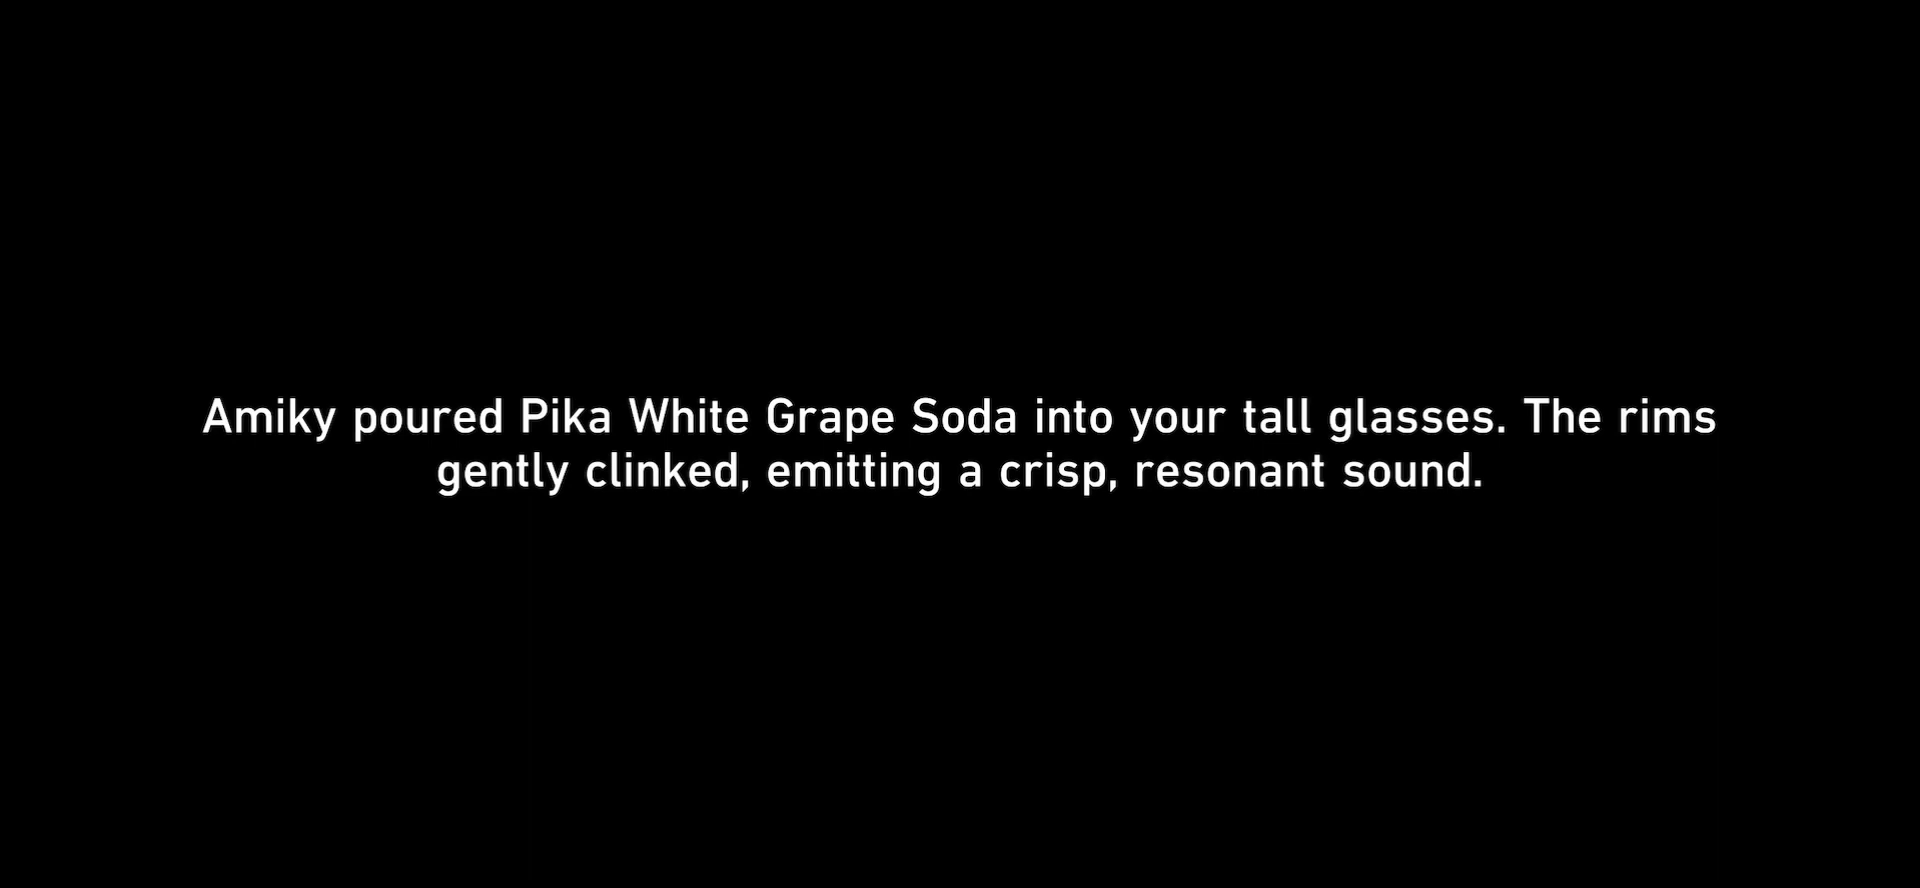 Amiky poured Pika White Grape Soda into your tall glasses. The rims
gently clinked, emitting a crisp, resonant sound.